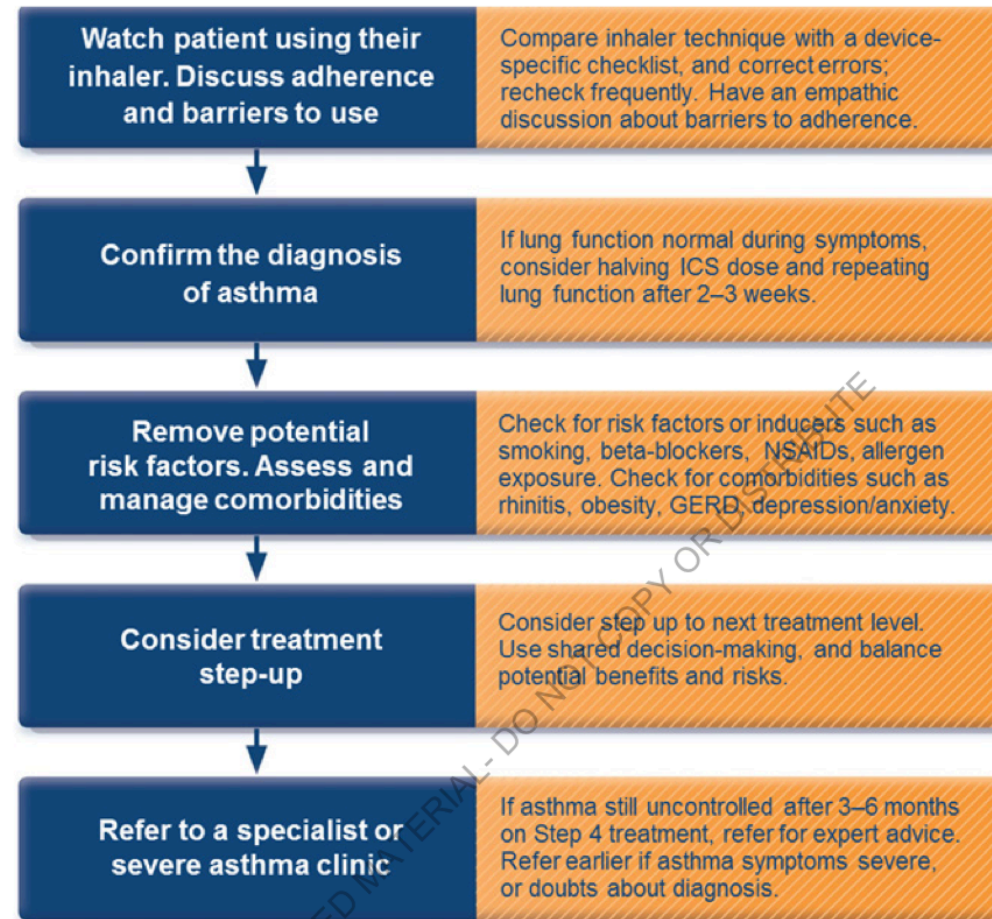 Watch patient using their
inhaler. Discuss adherence
and barriers to use
Compare inhaler technique with a device-
specific checklist, and correct errors;
recheck frequently. Have an empathic
discussion about barriers to adherence.
Confirm the diagnosis
of asthma
If lung function normal during symptoms,
consider halving ICS dose and repeating
lung function after 2–3 weeks.
Remove potential
risk factors. Assess and
manage comorbidities
Check for risk factors or inducers such as
smoking, beta-blockers, NSAIDs, allergen
exposure. Check for comorbidities such as
rhinitis, obesity, GERD, depression/anxiety.
Consider treatment
step-up
Consider step up to next treatment level.
Use shared decision-making, and balance
potential benefits and risks.
Refer to a specialist or
severe asthma clinic
If asthma still uncontrolled after 3–6 months
on Step 4 treatment, refer for expert advice.
Refer earlier if asthma symptoms severe,
or doubts about diagnosis.
MATERIAL- DO NOT COPY OR DISTRIBUTE